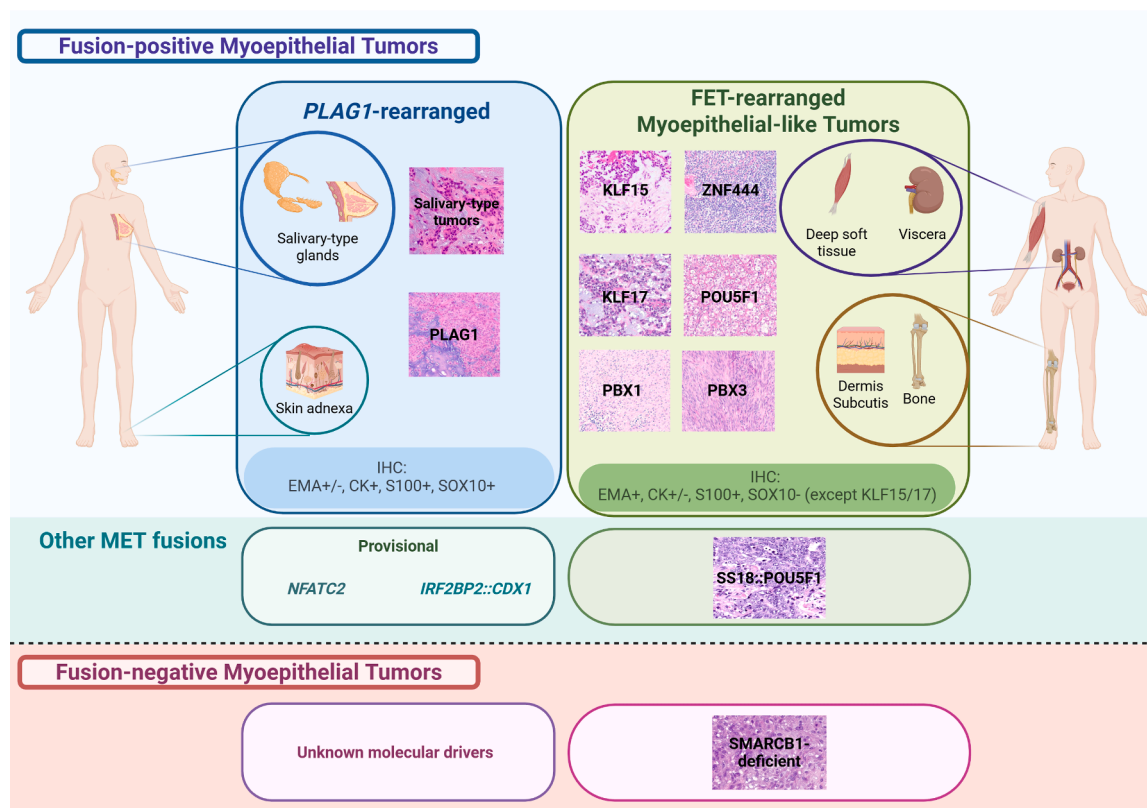 Fusion-positive Myoepithelial Tumors
PLAG1-rearranged
Salivary-type
glands
Salivary-type
tumors
PLAG1
Skin adnexa
IHC:
EMA+/-, CK+, S100+, SOX10+
FET-rearranged
Myoepithelial-like Tumors
KLF15
ZNF444
KLF17
POU5F1
PBX1
PBX3
Deep soft
tissue
Viscera
Dermis
Subcutis
Bone
IHC:
EMA+, CK+/-, S100+, SOX10- (except KLF15/17)
Other MET fusions
Provisional
NFATC2
IRF2BP2::CDX1
SS18::POU5F1
Fusion-negative Myoepithelial Tumors
Unknown molecular drivers
SMARCB1-
deficient